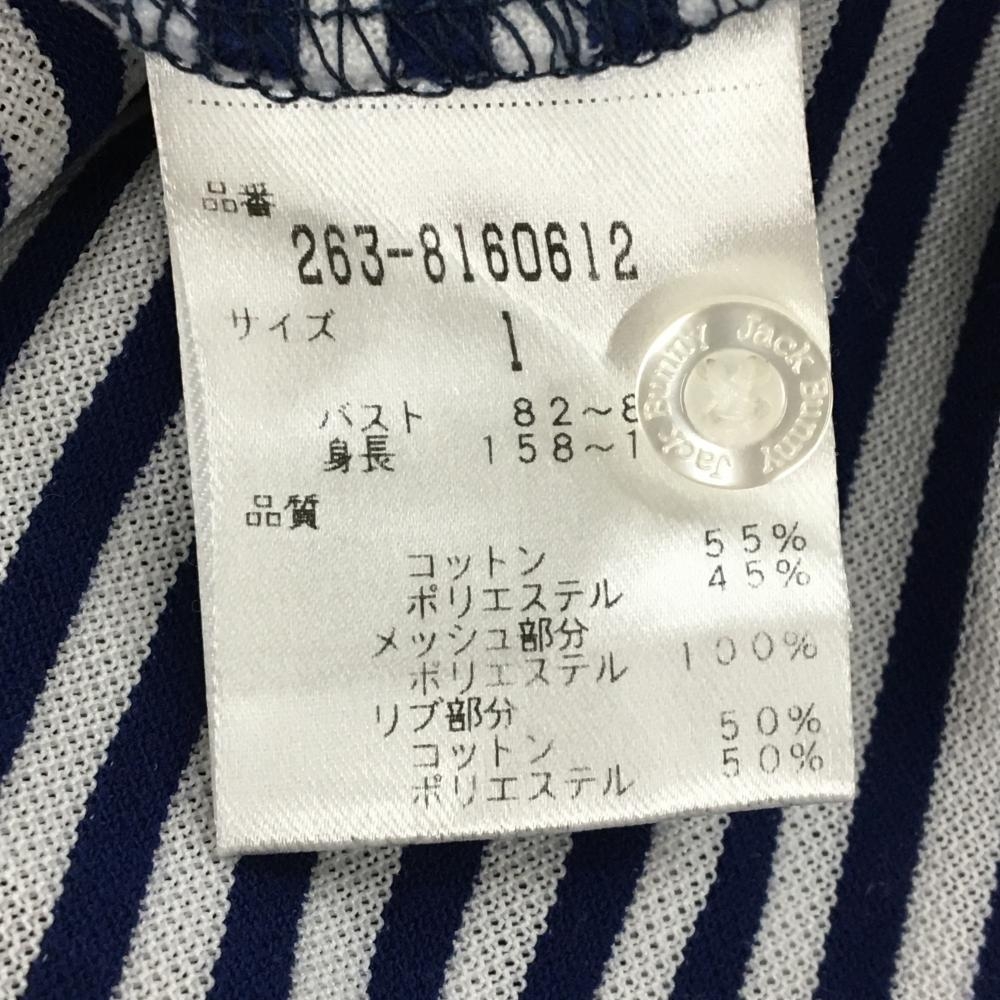 品番
263-8160612
サイズ 1
バスト 82～8
身長 158～1
品質
コットン 55%
ポリエステル 45%
メッシュ部分
ポリエステル 100%
リブ部分
コットン 50%
ポリエステル 50%
Jack Bunny
Jack Bunny